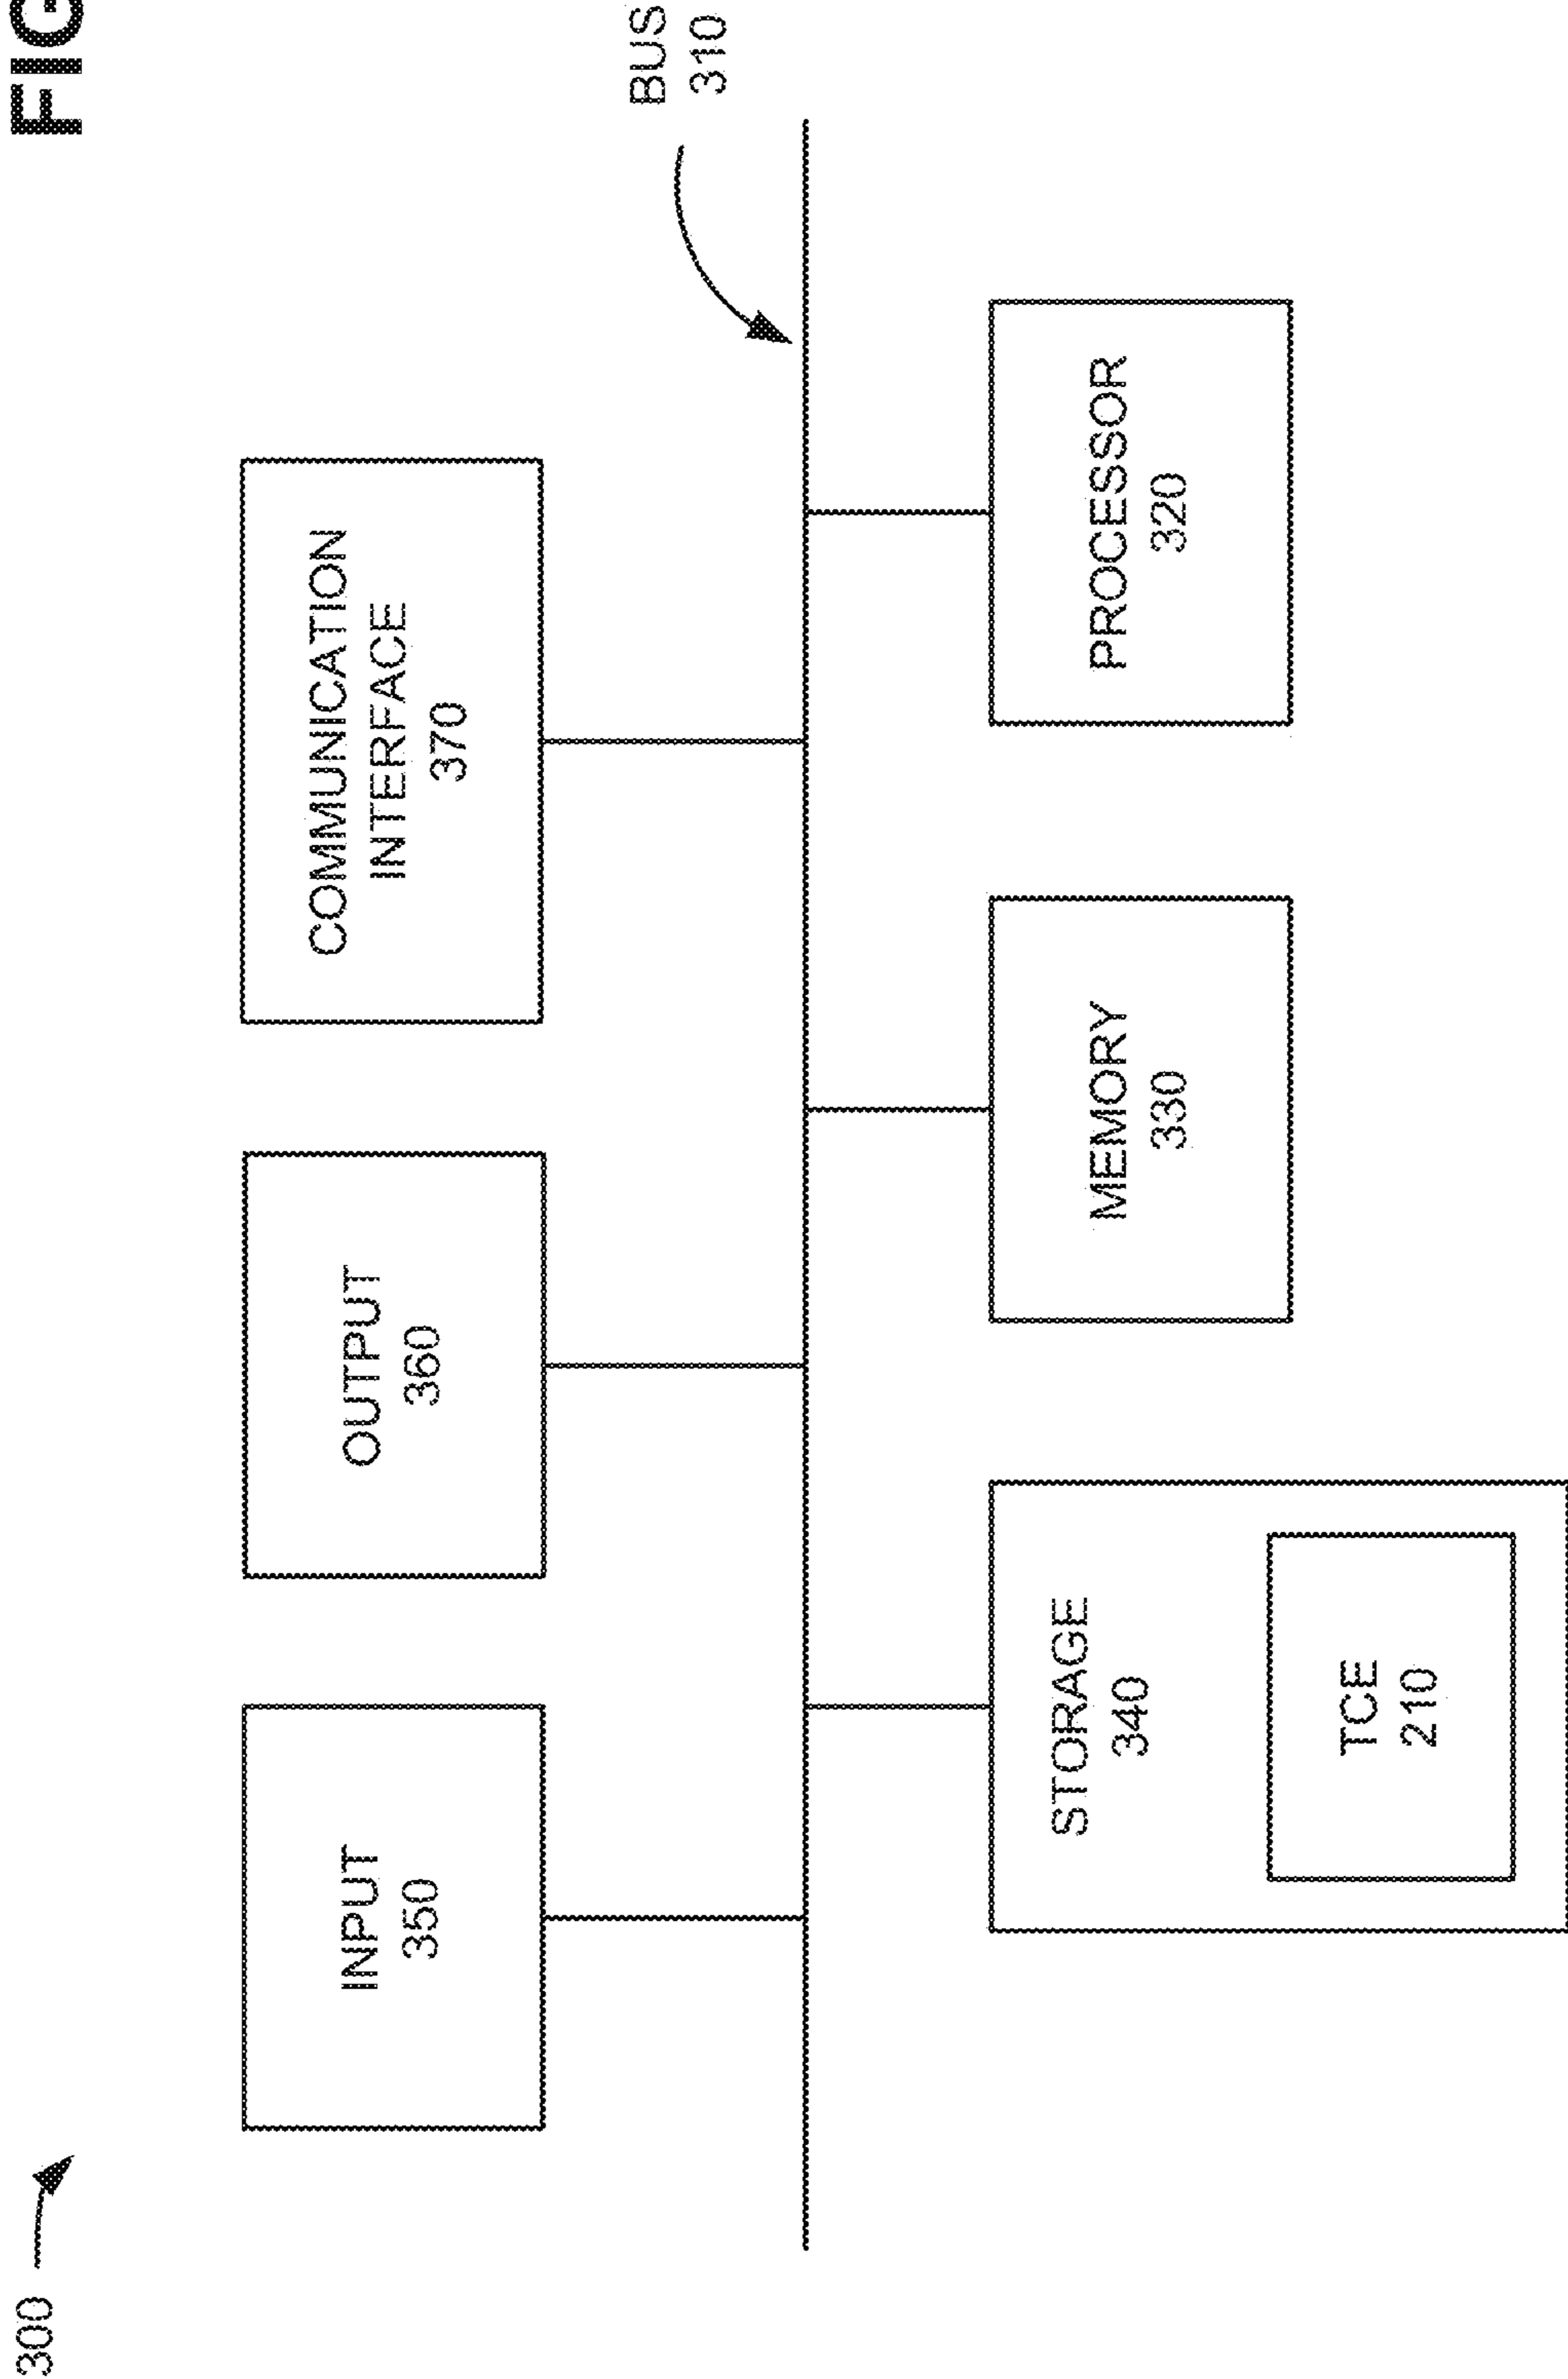 FIG
300
INPUT
350
OUTPUT
360
COMMUNICATION
INTERFACE
370
BUS
310
STORAGE
340
TCE
210
MEMORY
330
PROCESSOR
320